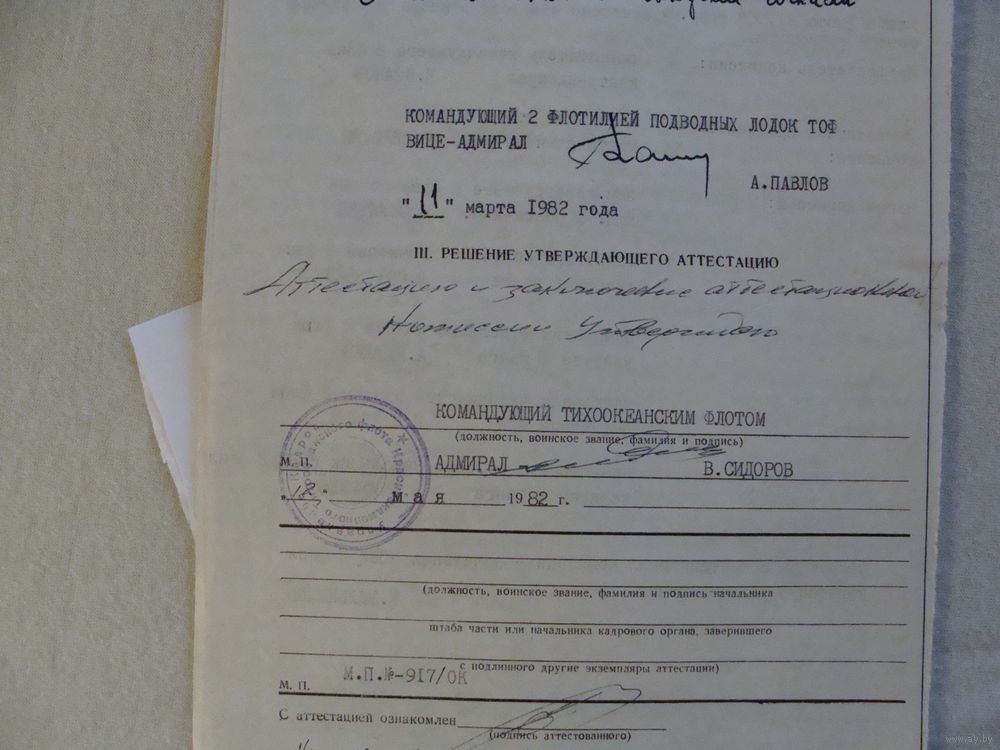 КОМАНДУЮЩИЙ 2 ФЛОТИЛИЕЙ ПОДВОДНЫХ ЛОДОК ТОФ
ВИЦЕ-АДМИРАЛ
А.ПАВЛОВ
"11" марта 1982 года
III. РЕШЕНИЕ УТВЕРЖДАЮЩЕГО АТТЕСТАЦИЮ
Аттестацию и заключение аттестационной
комиссии утверждаю
КОМАНДУЮЩИЙ ТИХООКЕАНСКИМ ФЛОТОМ
(должность, воинское звание, фамилия и подпись)
М. П. АДМИРАЛ В.СИДОРОВ
мая 1982 г.
(должность, воинское звание, фамилия и подпись начальника
штаба части или начальника кадрового органа, заверившего
с подлинного другие экземпляры аттестации)
М.П.№-917/ОК
М. П.
С аттестацией ознакомлен
(подпись аттестованного)
www.ay.by